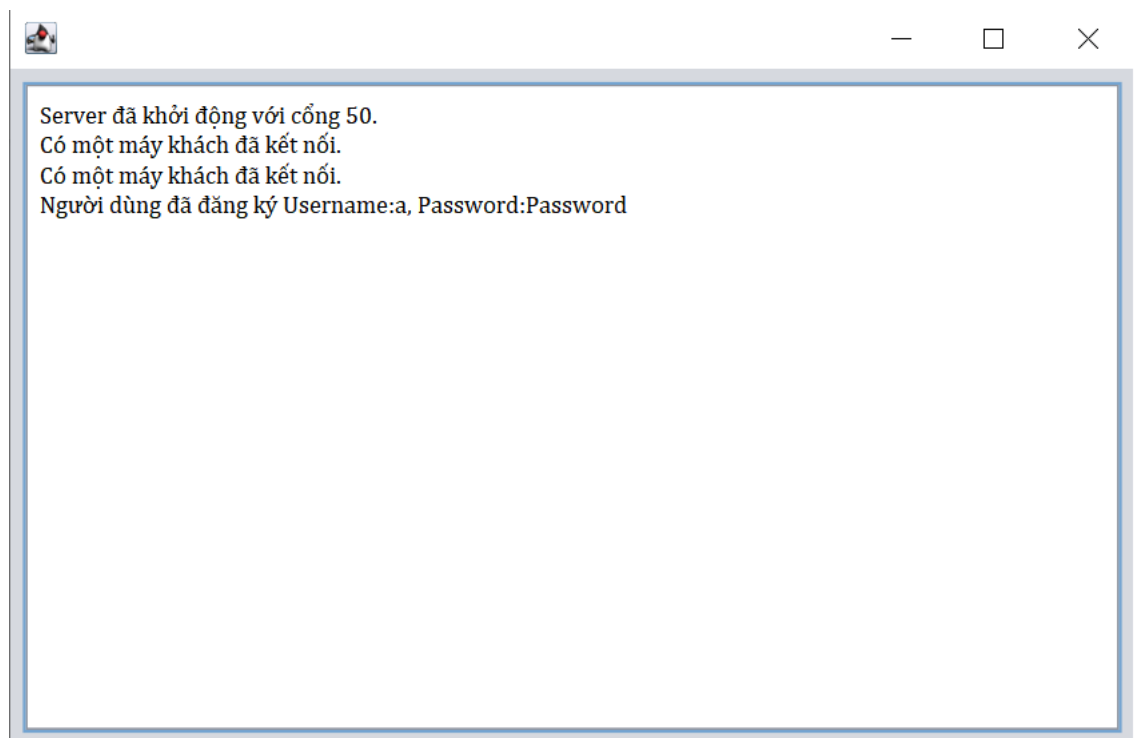 Server đã khởi động với cổng 50.
Có một máy khách đã kết nối.
Có một máy khách đã kết nối.
Người dùng đã đăng ký Username:a, Password:Password